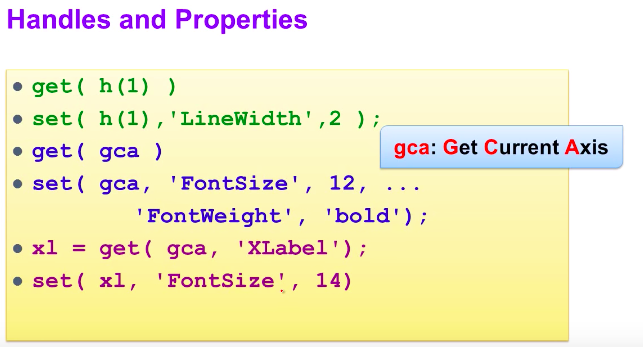 Handles and Properties
• get( h(1) )
• set( h(1),'LineWidth',2 );
• get( gca )
gca: Get Current Axis
• set( gca, 'FontSize', 12, ...
'FontWeight', 'bold');
• xl = get( gca, 'XLabel');
• set( xl, 'FontSize', 14)